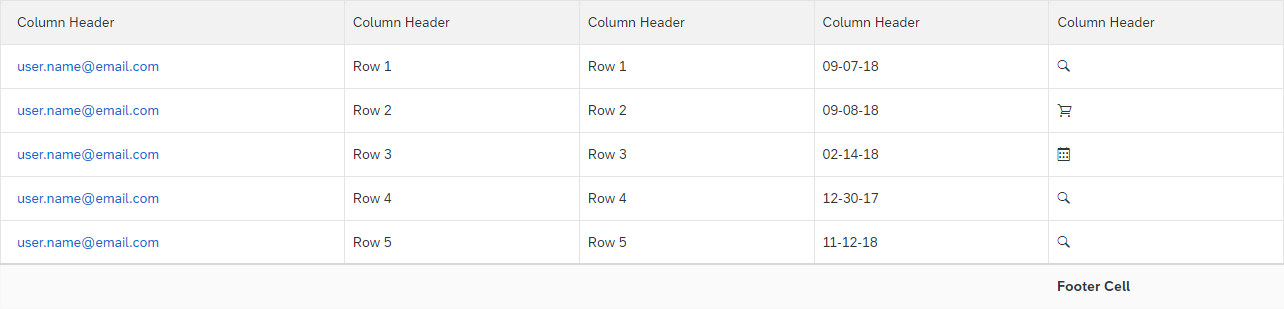 Column Header Column Header Column Header Column Header Column Header
user.name@email.com Row 1 Row 1 09-07-18
user.name@email.com Row 2 Row 2 09-08-18
user.name@email.com Row 3 Row 3 02-14-18
user.name@email.com Row 4 Row 4 12-30-17
user.name@email.com Row 5 Row 5 11-12-18
Footer Cell